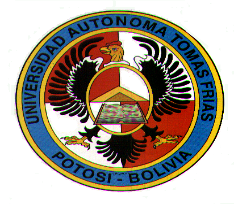 UNIVERSIDAD AUTONOMA TOMAS FRIAS
POTOSI - BOLIVIA